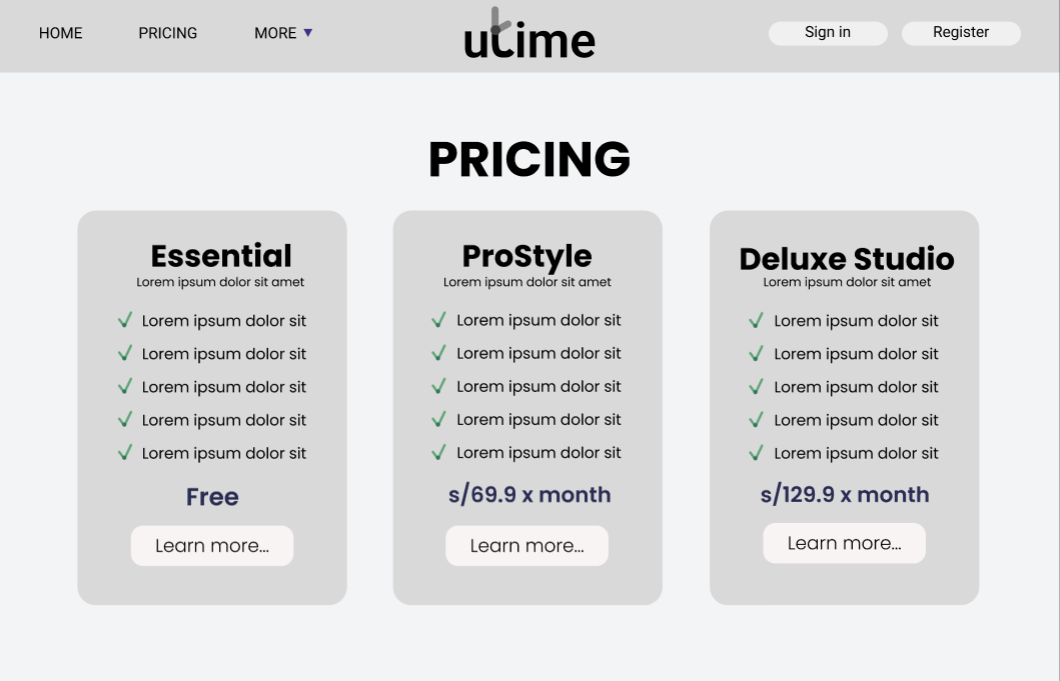 HOME PRICING MORE utime Sign in Register
PRICING
Essential
Lorem ipsum dolor sit amet
Lorem ipsum dolor sit
Lorem ipsum dolor sit
Lorem ipsum dolor sit
Lorem ipsum dolor sit
Lorem ipsum dolor sit
Free
Learn more...
ProStyle
Lorem ipsum dolor sit amet
Lorem ipsum dolor sit
Lorem ipsum dolor sit
Lorem ipsum dolor sit
Lorem ipsum dolor sit
Lorem ipsum dolor sit
s/69.9 x month
Learn more...
Deluxe Studio
Lorem ipsum dolor sit amet
Lorem ipsum dolor sit
Lorem ipsum dolor sit
Lorem ipsum dolor sit
Lorem ipsum dolor sit
Lorem ipsum dolor sit
s/129.9 x month
Learn more...